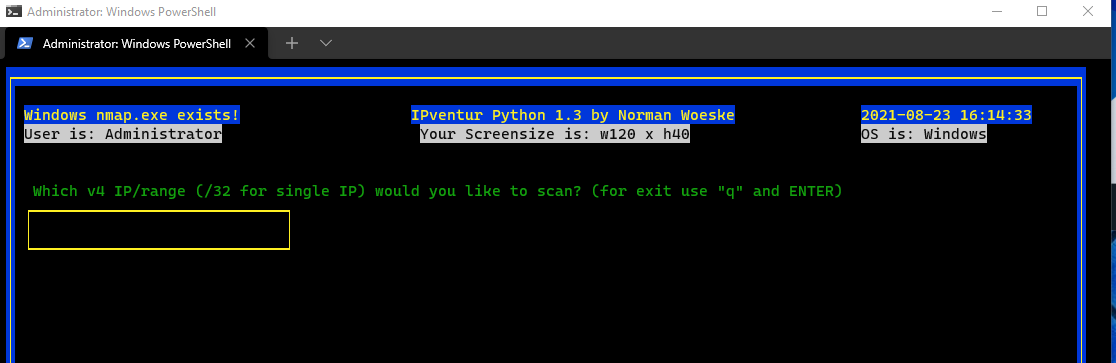 Administrator: Windows PowerShell
Administrator: Windows PowerShell
Windows nmap.exe exists! IPventur Python 1.3 by Norman Woeske 2021-08-23 16:14:33
User is: Administrator Your Screensize is: w120 x h40 OS is: Windows
Which v4 IP/range (/32 for single IP) would you like to scan? (for exit use "q" and ENTER)